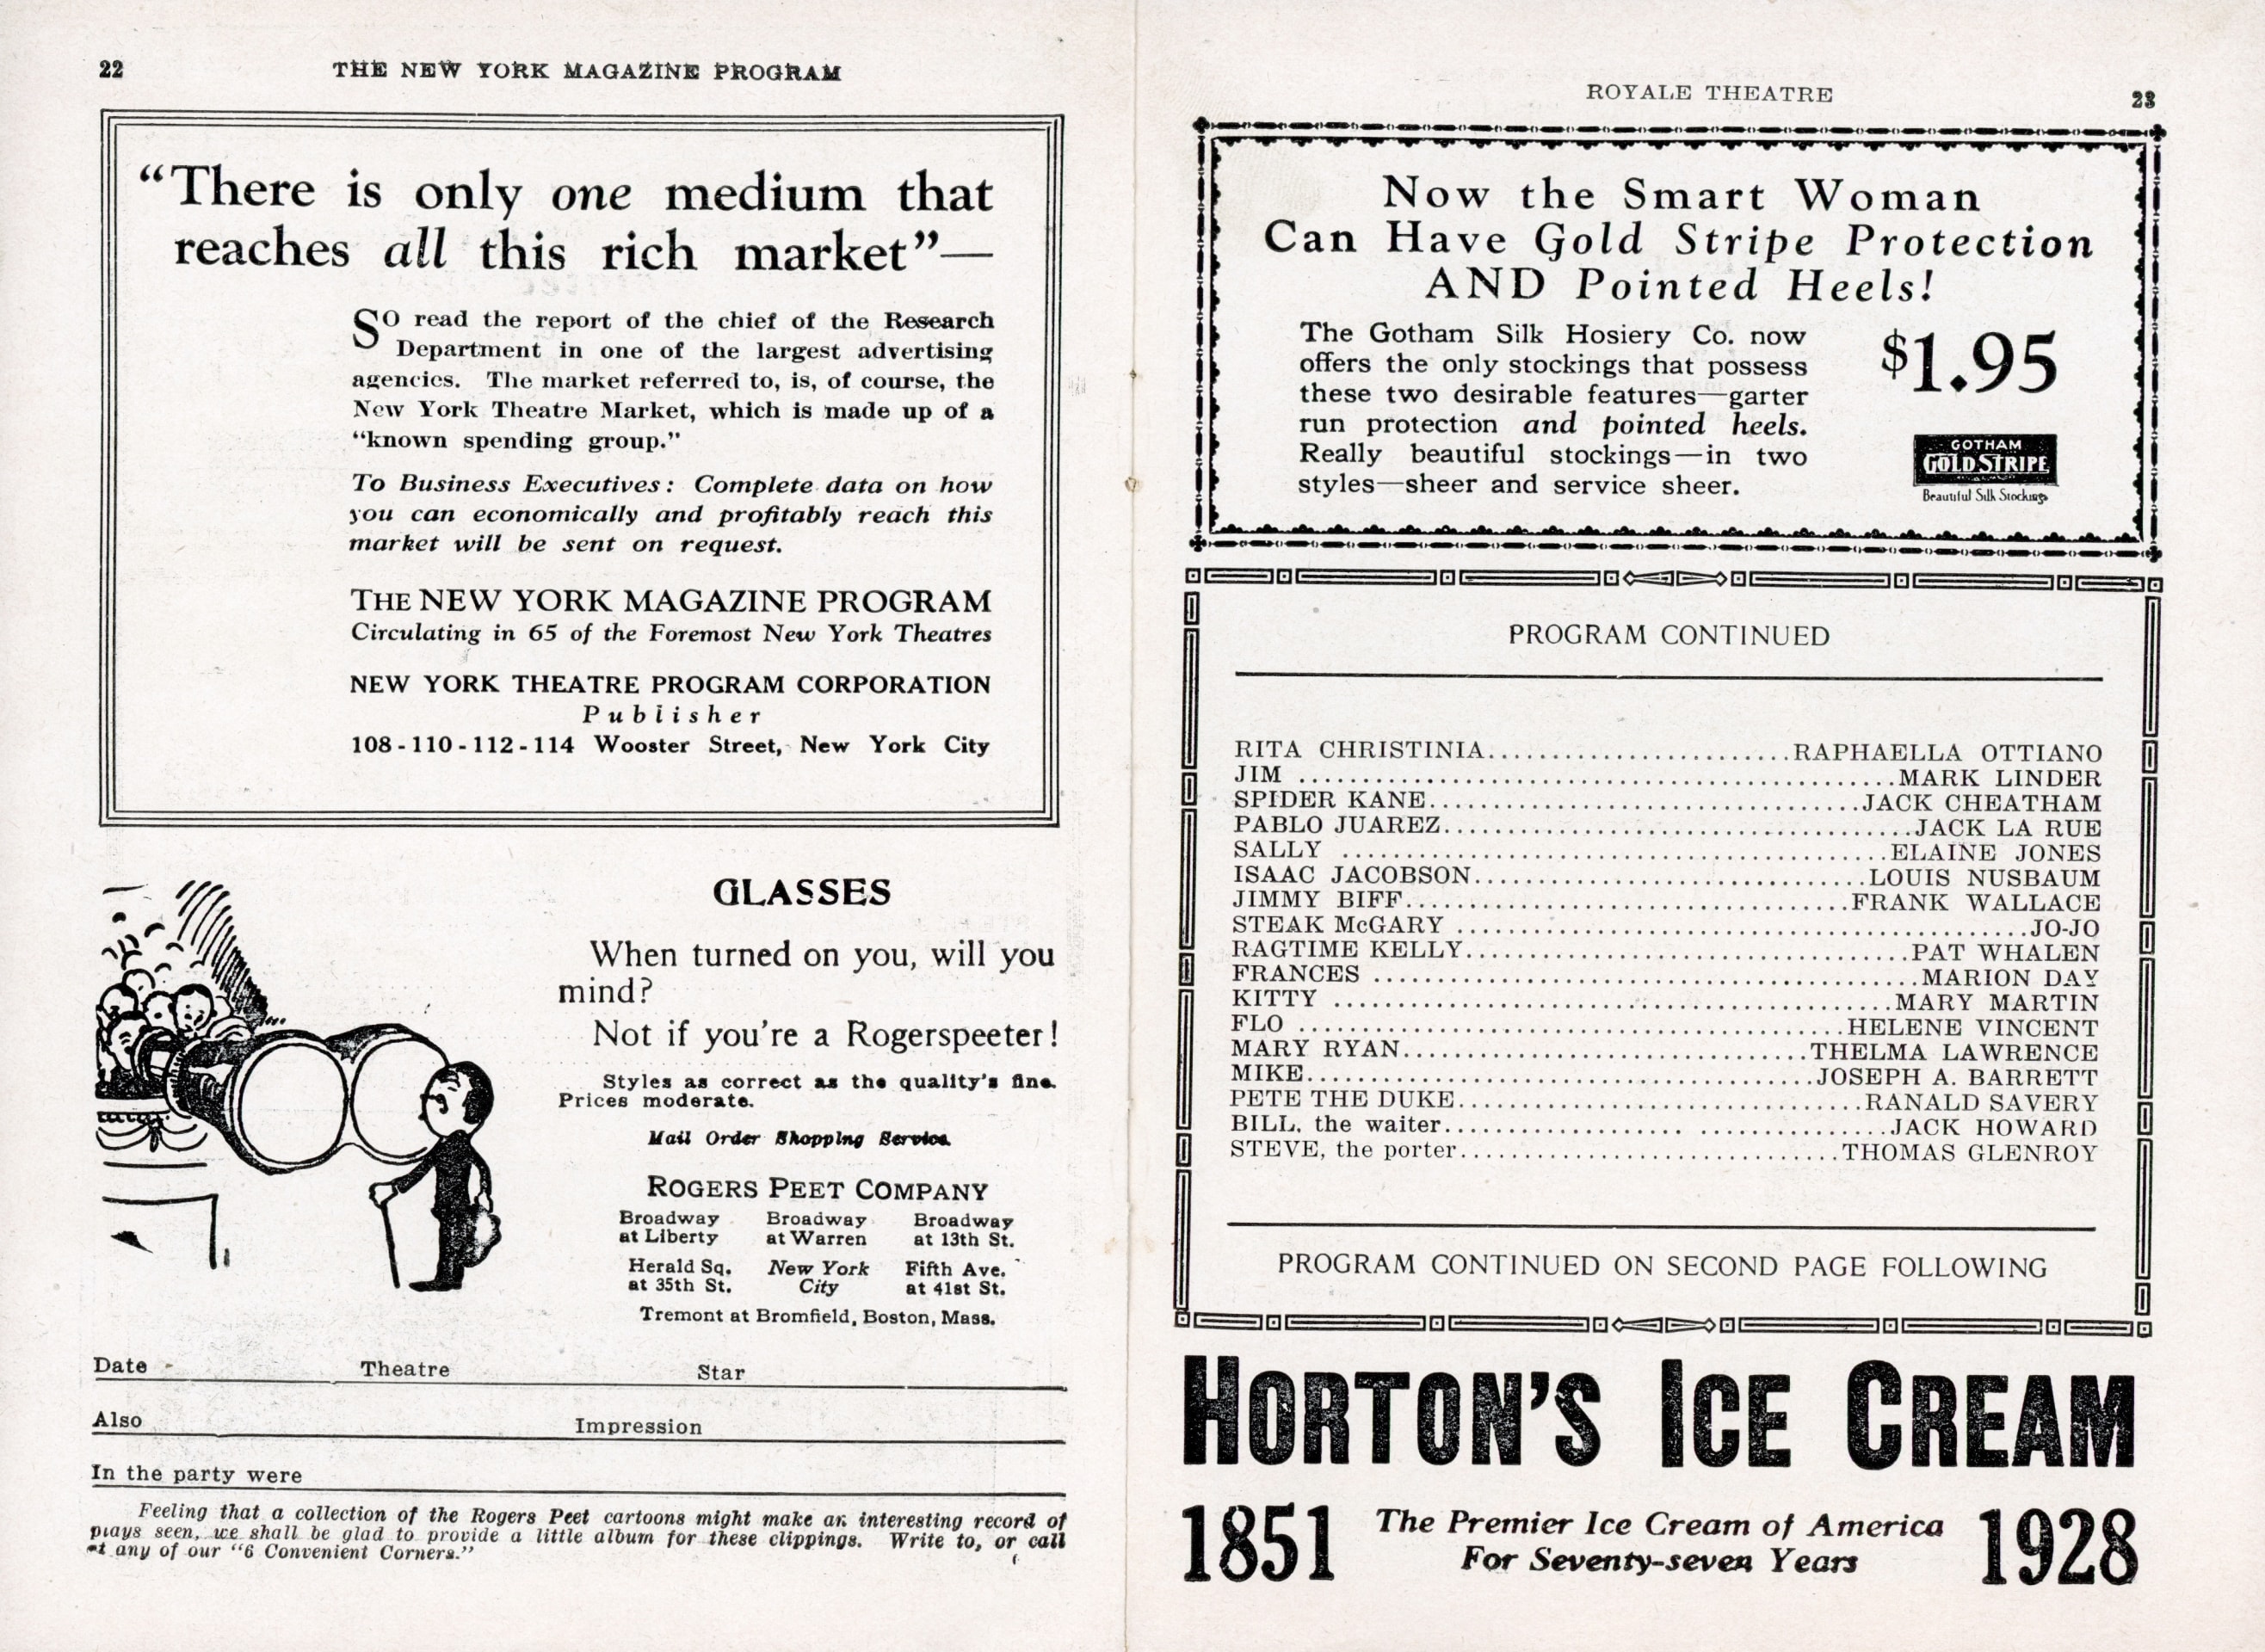 22
THE NEW YORK MAGAZINE PROGRAM
“There is only one medium that
reaches all this rich market”—
SO read the report of the chief of the Research
Department in one of the largest advertising
agencies. The market referred to, is, of course, the
New York Theatre Market, which is made up of a
“known spending group.”
To Business Executives: Complete data on how
you can economically and profitably reach this
market will be sent on request.
THE NEW YORK MAGAZINE PROGRAM
Circulating in 65 of the Foremost New York Theatres
NEW YORK THEATRE PROGRAM CORPORATION
Publisher
108-110-112-114 Wooster Street, New York City
GLASSES
When turned on you, will you
mind?
Not if you're a Rogerspeeter!
Styles as correct as the quality's fine.
Prices moderate.
Mail Order Shopping Service.
ROGERS PEET COMPANY
Broadway Broadway Broadway
at Liberty at Warren at 13th St.
Herald Sq. New York Fifth Ave.
at 35th St. City at 41st St.
Tremont at Bromfield, Boston, Mass.
Date Theatre Star
Also Impression
In the party were
Feeling that a collection of the Rogers Peet cartoons might make an interesting record of
plays seen, we shall be glad to provide a little album for these clippings. Write to, or call
at any of our “6 Convenient Corners.”
ROYALE THEATRE
23
Now the Smart Woman
Can Have Gold Stripe Protection
AND Pointed Heels!
The Gotham Silk Hosiery Co. now
offers the only stockings that possess
these two desirable features—garter
run protection and pointed heels.
Really beautiful stockings—in two
styles—sheer and service sheer.
$1.95
GOTHAM
GOLD STRIPE
Beautiful Silk Stockings
PROGRAM CONTINUED
RITA CHRISTINIA........................RAPHAELLA OTTIANO
JIM ................................................MARK LINDER
SPIDER KANE..................................JACK CHEATHAM
PABLO JUAREZ.....................................JACK LA RUE
SALLY ...........................................ELAINE JONES
ISAAC JACOBSON...............................LOUIS NUSBAUM
JIMMY BIFF...................................FRANK WALLACE
STEAK McGARY .............................................JO-JO
RAGTIME KELLY...................................PAT WHALEN
FRANCES ..........................................MARION DAY
KITTY ............................................MARY MARTIN
FLO ...........................................HELENE VINCENT
MARY RYAN................................THELMA LAWRENCE
MIKE........................................JOSEPH A. BARRETT
PETE THE DUKE................................RANALD SAVERY
BILL, the waiter................... ...............JACK HOWARD
STEVE, the porter..............................THOMAS GLENROY
PROGRAM CONTINUED ON SECOND PAGE FOLLOWING
HORTON'S ICE CREAM
1851 The Premier Ice Cream of America 1928
For Seventy-seven Years